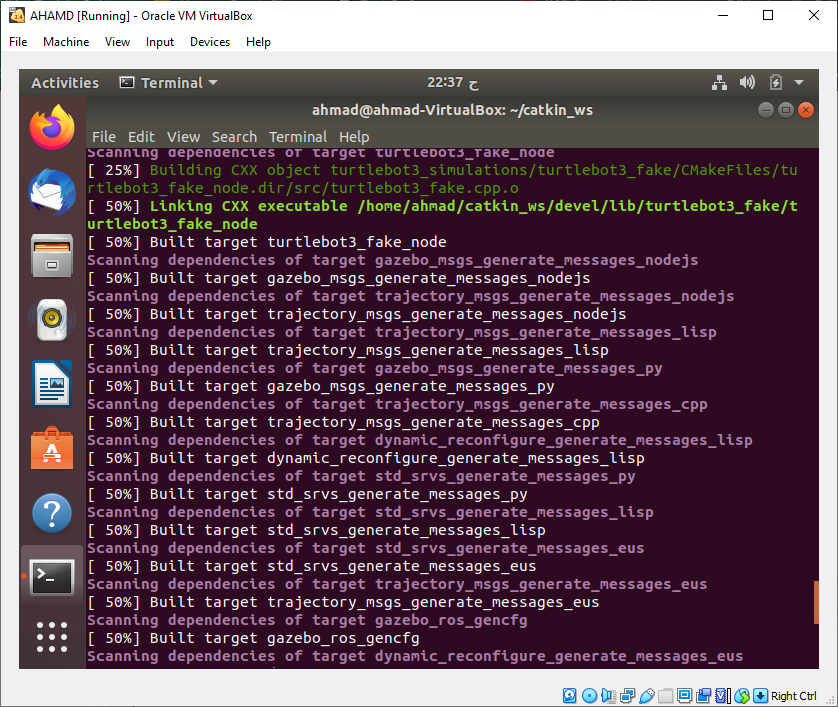 AHAMD [Running] - Oracle VM VirtualBox
File Machine View Input Devices Help
Activities Terminal 22:37 ح
ahmad@ahmad-VirtualBox: ~/catkin_ws
File Edit View Search Terminal Help
Scanning dependencies of target turtlebot3_fake_node
[ 25%] Building CXX object turtlebot3_simulations/turtlebot3_fake/CMakeFiles/tu
rtlebot3_fake_node.dir/src/turtlebot3_fake.cpp.o
[ 50%] Linking CXX executable /home/ahmad/catkin_ws/devel/lib/turtlebot3_fake/t
urtlebot3_fake_node
[ 50%] Built target turtlebot3_fake_node
Scanning dependencies of target gazebo_msgs_generate_messages_nodejs
[ 50%] Built target gazebo_msgs_generate_messages_nodejs
Scanning dependencies of target trajectory_msgs_generate_messages_nodejs
[ 50%] Built target trajectory_msgs_generate_messages_nodejs
Scanning dependencies of target trajectory_msgs_generate_messages_lisp
[ 50%] Built target trajectory_msgs_generate_messages_lisp
Scanning dependencies of target gazebo_msgs_generate_messages_py
[ 50%] Built target gazebo_msgs_generate_messages_py
Scanning dependencies of target trajectory_msgs_generate_messages_cpp
[ 50%] Built target trajectory_msgs_generate_messages_cpp
Scanning dependencies of target dynamic_reconfigure_generate_messages_lisp
[ 50%] Built target dynamic_reconfigure_generate_messages_lisp
Scanning dependencies of target std_srvs_generate_messages_py
[ 50%] Built target std_srvs_generate_messages_py
Scanning dependencies of target std_srvs_generate_messages_lisp
[ 50%] Built target std_srvs_generate_messages_lisp
Scanning dependencies of target std_srvs_generate_messages_eus
[ 50%] Built target std_srvs_generate_messages_eus
Scanning dependencies of target trajectory_msgs_generate_messages_eus
[ 50%] Built target trajectory_msgs_generate_messages_eus
Scanning dependencies of target gazebo_ros_gencfg
[ 50%] Built target gazebo_ros_gencfg
Scanning dependencies of target dynamic_reconfigure_generate_messages_eus
Right Ctrl